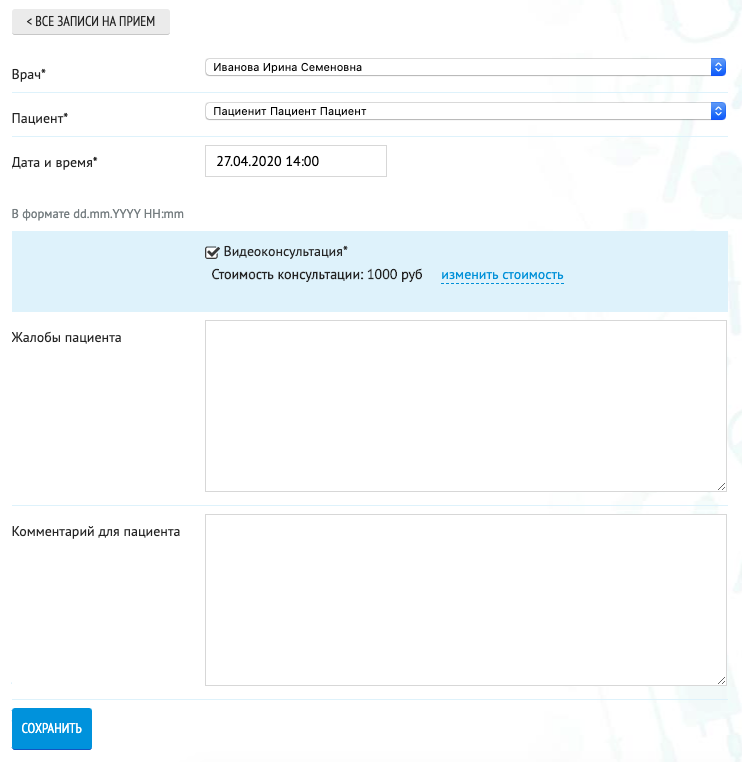 < ВСЕ ЗАПИСИ НА ПРИЕМ
Врач*
Иванова Ирина Семеновна
Пациент*
Пациенит Пациент Пациент
Дата и время*
27.04.2020 14:00
В формате dd.mm.YYYY HH:mm
Видеоконсультация*
Стоимость консультации: 1000 руб изменить стоимость
Жалобы пациента
Комментарий для пациента
СОХРАНИТЬ